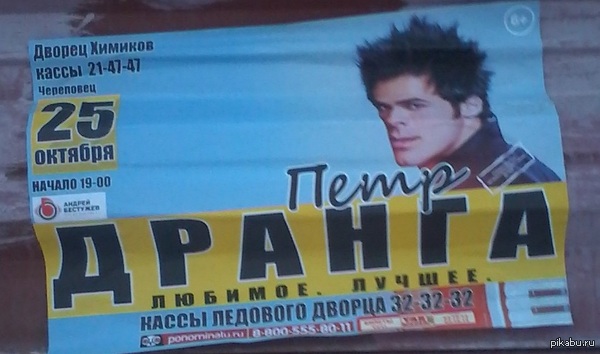 Дворец Химиков
кассы 21-47-47
Череповец
25
октября
НАЧАЛО 19-00
АНДРЕЙ
БЕСТУЖЕВ
6+
Петр
ДРАНГА
ЛЮБИМОЕ. ЛУЧШЕЕ.
КАССЫ ЛЕДОВОГО ДВОРЦА 32-32-32
ponominalu.ru 8-800-555-80-11
pikabu.ru